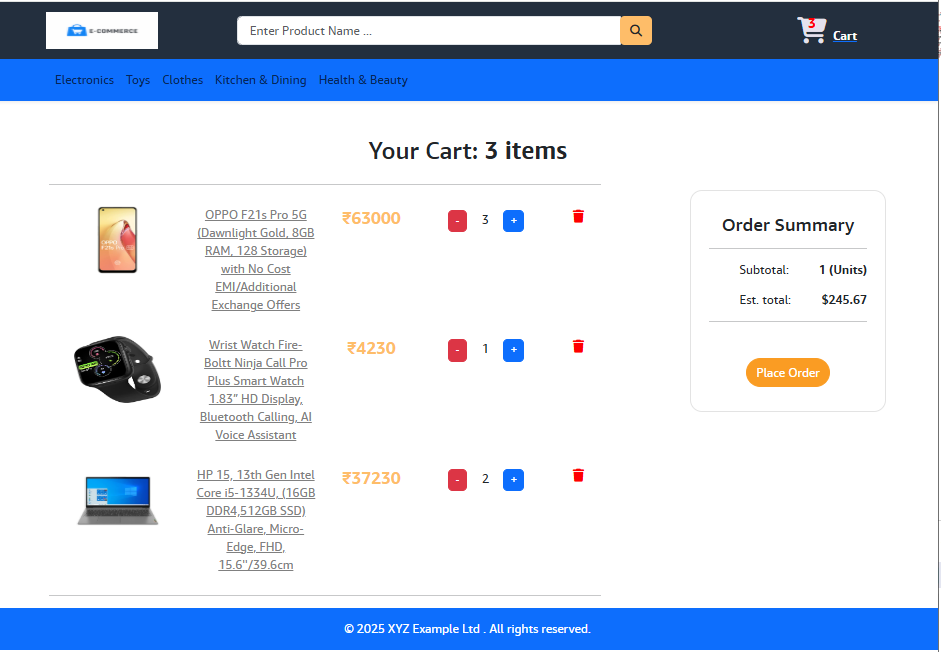 E-COMMERCE
Enter Product Name ...
3
Cart
Electronics Toys Clothes Kitchen & Dining Health & Beauty
Your Cart: 3 items
OPPO F21s Pro 5G
(Dawnlight Gold, 8GB
RAM, 128 Storage)
with No Cost
EMI/Additional
Exchange Offers
₹63000
- 3 +
Wrist Watch Fire-
Boltt Ninja Call Pro
Plus Smart Watch
1.83" HD Display,
Bluetooth Calling, AI
Voice Assistant
₹4230
- 1 +
HP 15, 13th Gen Intel
Core i5-1334U, (16GB
DDR4,512GB SSD)
Anti-Glare, Micro-
Edge, FHD,
15.6"/39.6cm
₹37230
- 2 +
Order Summary
Subtotal: 1 (Units)
Est. total: $245.67
Place Order
© 2025 XYZ Example Ltd . All rights reserved.